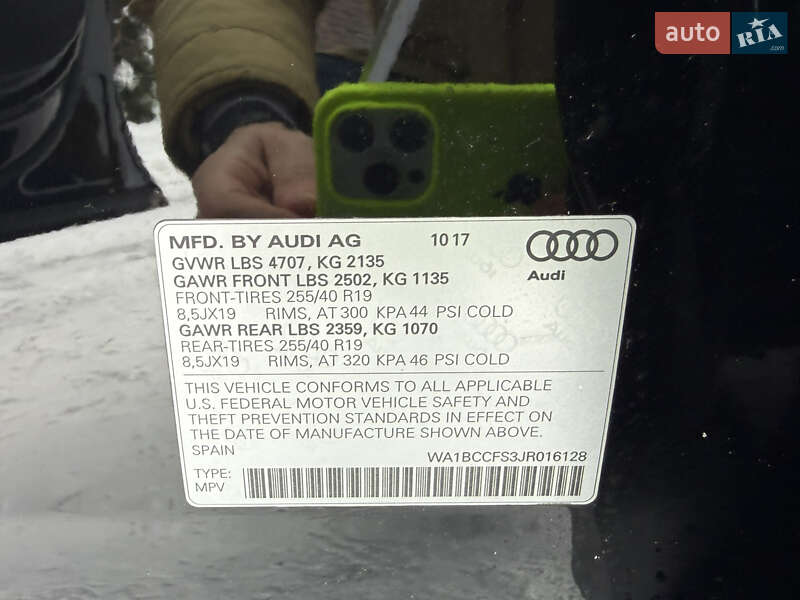 auto RIA
.com
MFD. BY AUDI AG 10 17
GVWR LBS 4707, KG 2135
GAWR FRONT LBS 2502, KG 1135
FRONT-TIRES 255/40 R19
8,5JX19 RIMS, AT 300 KPA 44 PSI COLD
GAWR REAR LBS 2359, KG 1070
REAR-TIRES 255/40 R19
8,5JX19 RIMS, AT 320 KPA 46 PSI COLD
Audi
THIS VEHICLE CONFORMS TO ALL APPLICABLE
U.S. FEDERAL MOTOR VEHICLE SAFETY AND
THEFT PREVENTION STANDARDS IN EFFECT ON
THE DATE OF MANUFACTURE SHOWN ABOVE.
SPAIN
WA1BCCFS3JR016128
TYPE:
MPV